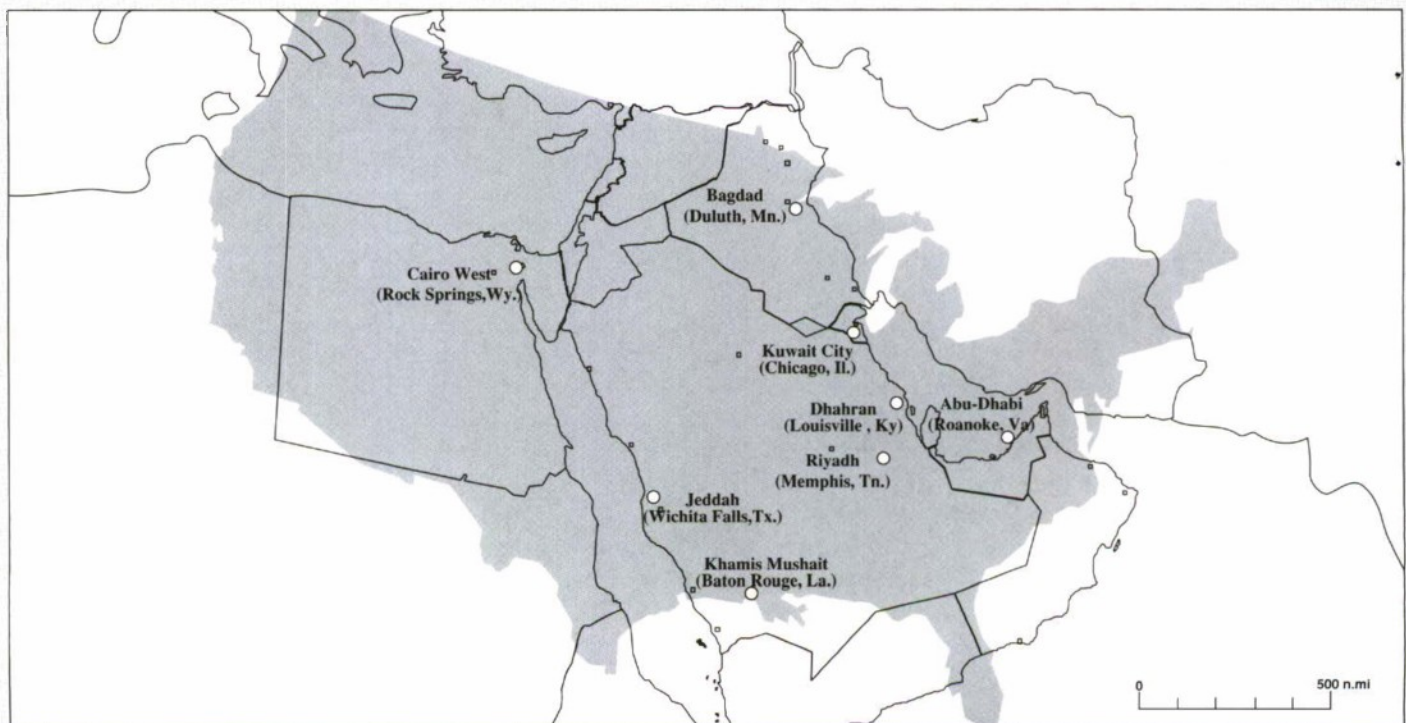 Bagdad
(Duluth, Mn.)
Cairo West
(Rock Springs,Wy.)
Kuwait City
(Chicago, Il.)
Dhahran
(Louisville , Ky)
Abu-Dhabi
(Roanoke, Va)
Riyadh
(Memphis, Tn.)
Jeddah
(Wichita Falls,Tx.)
Khamis Mushait
(Baton Rouge, La.)
0 500 n.mi